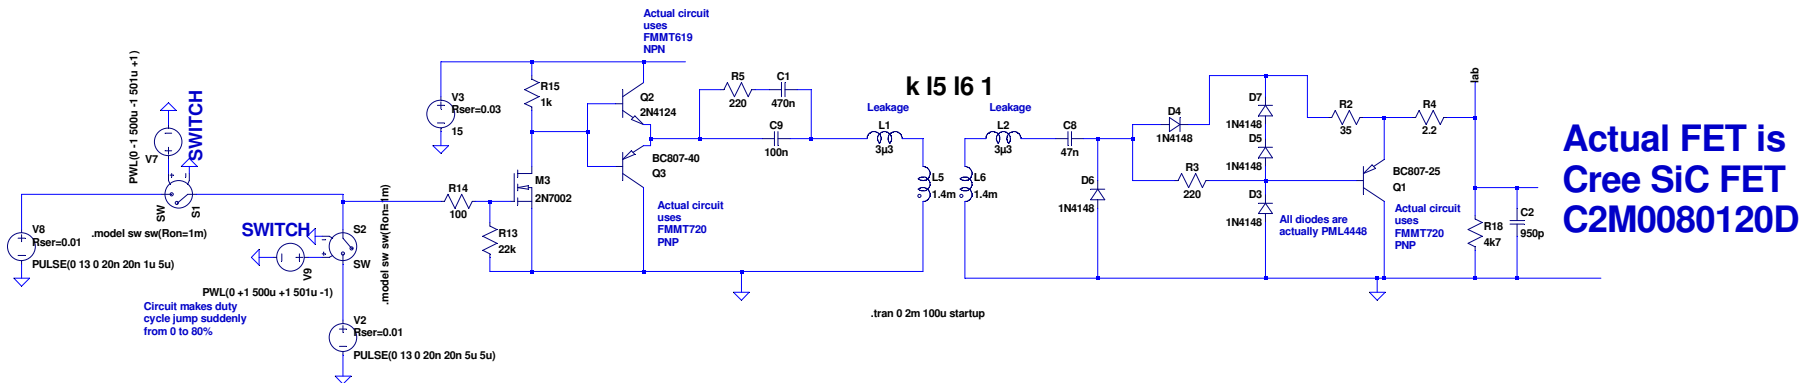 PWL(0 -1 500u -1 501u +1)
SWITCH
V7
+
-
+
-
SW
S1
.model sw sw(Ron=1m)
V8
Rser=0.01
PULSE(0 13 0 20n 20n 1u 5u)
SWITCH
S2
SW
V9
.model sw sw(Ron=1m)
PWL(0 +1 500u +1 501u -1)
Circuit makes duty
cycle jump suddenly
from 0 to 80%
V2
Rser=0.01
PULSE(0 13 0 20n 20n 5u 5u)
V3
Rser=0.03
15
R14
100
R13
22k
R15
1k
M3
2N7002
Actual circuit
uses
FMMT619
NPN
Q2
2N4124
BC807-40
Q3
Actual circuit
uses
FMMT720
PNP
R5
220
C1
470n
C9
100n
k l5 l6 1
Leakage
L1
3µ3
Leakage
L2
3µ3
L5
1.4m
L6
1.4m
.tran 0 2m 100u startup
C8
47n
D6
1N4148
D4
1N4148
R3
220
D7
1N4148
D5
1N4148
D3
1N4148
All diodes are
actually PML4448
R2
35
R4
2.2
BC807-25
Q1
Actual circuit
uses
FMMT720
PNP
lab
R18
4k7
C2
950p
Actual FET is
Cree SiC FET
C2M0080120D